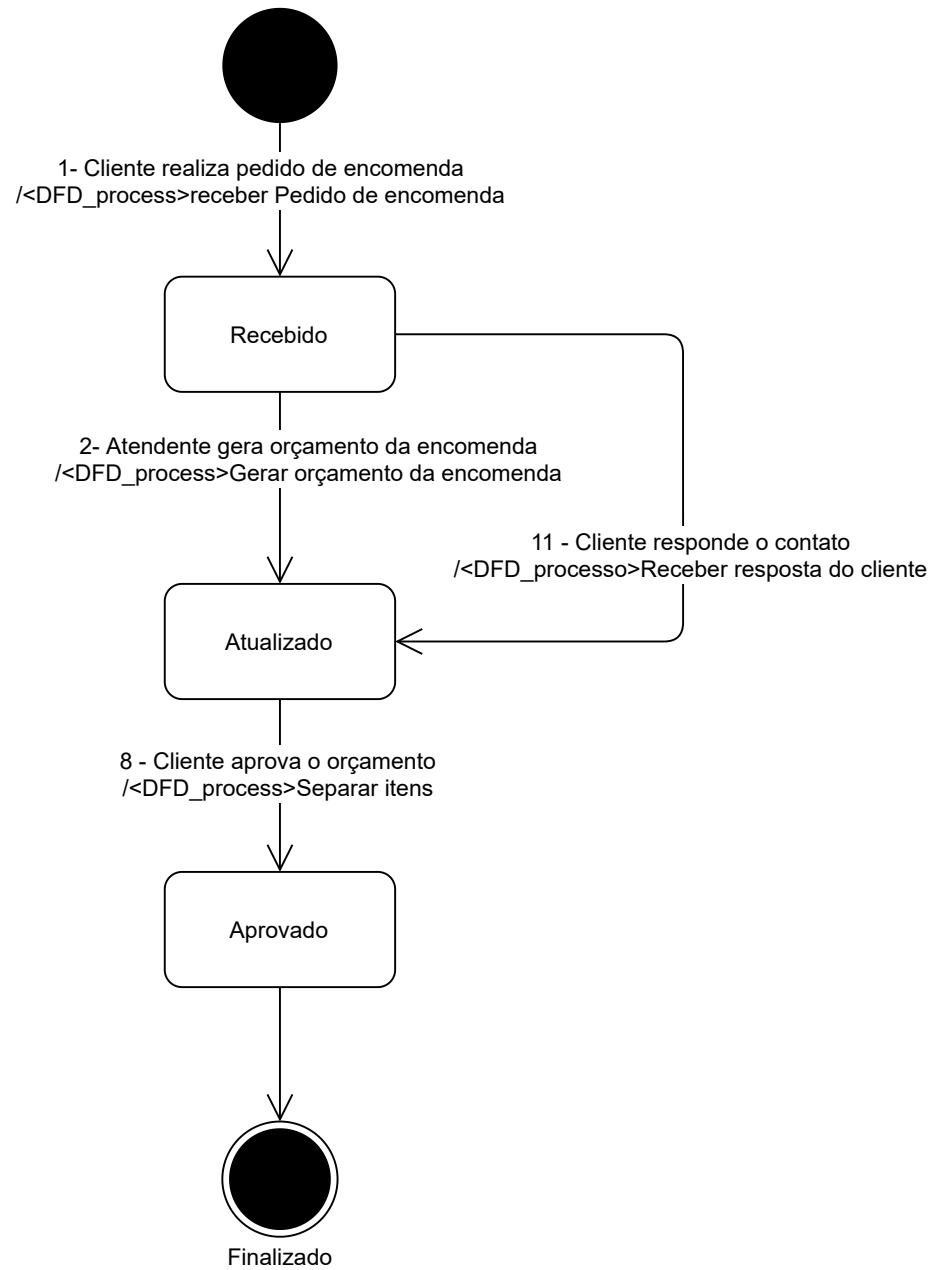 1- Cliente realiza pedido de encomenda
/<DFD_process>receber Pedido de encomenda
Recebido
2- Atendente gera orçamento da encomenda
/<DFD_process>Gerar orçamento da encomenda
11 - Cliente responde o contato
/<DFD_processo>Receber resposta do cliente
Atualizado
8 - Cliente aprova o orçamento
/<DFD_process>Separar itens
Aprovado
Finalizado